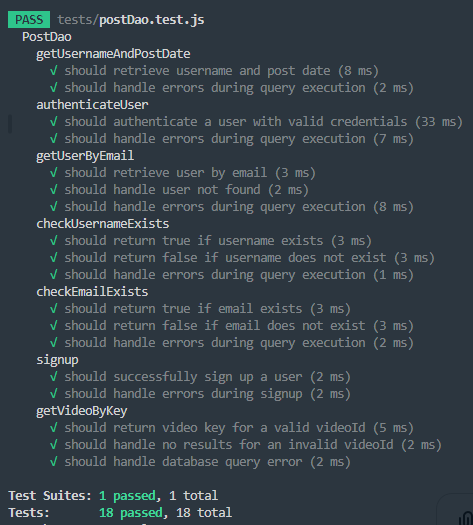 PASS tests/postDao.test.js
PostDao
getUsernameAndPostDate
√ should retrieve username and post date (8 ms)
√ should handle errors during query execution (2 ms)
authenticateUser
√ should authenticate a user with valid credentials (33 ms)
√ should handle errors during query execution (7 ms)
getUserByEmail
√ should retrieve user by email (3 ms)
√ should handle user not found (2 ms)
√ should handle errors during query execution (8 ms)
checkUsernameExists
√ should return true if username exists (3 ms)
√ should return false if username does not exist (3 ms)
√ should handle errors during query execution (1 ms)
checkEmailExists
√ should return true if email exists (3 ms)
√ should return false if email does not exist (3 ms)
√ should handle errors during query execution (2 ms)
signup
√ should successfully sign up a user (2 ms)
√ should handle errors during signup (2 ms)
getVideoByKey
√ should return video key for a valid videoId (5 ms)
√ should handle no results for an invalid videoId (2 ms)
√ should handle database query error (2 ms)
Test Suites: 1 passed, 1 total
Tests: 18 passed, 18 total